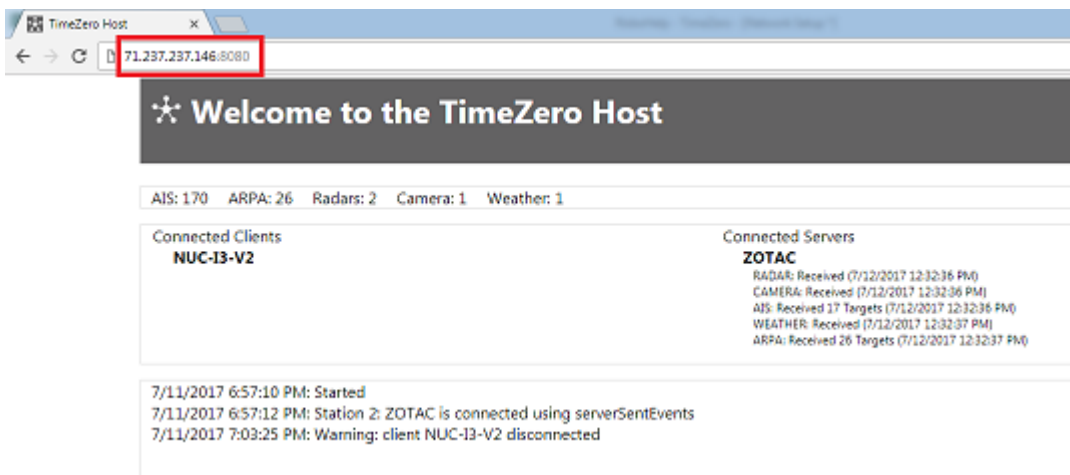 TimeZero Host
71.237.237.146:8080
Welcome to the TimeZero Host
AIS: 170 ARPA: 26 Radars: 2 Camera: 1 Weather: 1
Connected Clients
NUC-I3-V2
Connected Servers
ZOTAC
RADAR: Received (7/12/2017 12:32:36 PM)
CAMERA: Received (7/12/2017 12:32:36 PM)
AIS: Received 17 Targets (7/12/2017 12:32:36 PM)
WEATHER: Received (7/12/2017 12:32:37 PM)
ARPA: Received 26 Targets (7/12/2017 12:32:37 PM)
7/11/2017 6:57:10 PM: Started
7/11/2017 6:57:12 PM: Station 2: ZOTAC is connected using serverSentEvents
7/11/2017 7:03:25 PM: Warning: client NUC-I3-V2 disconnected